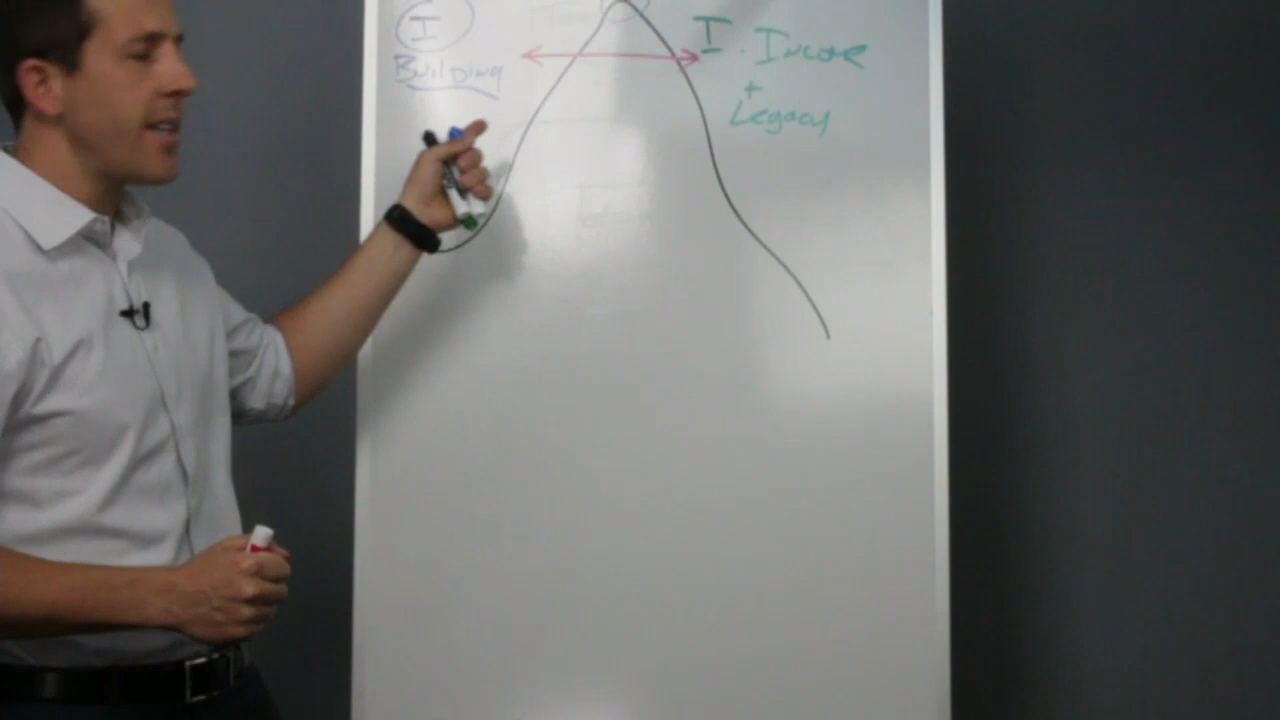 I
Building
I . Income
+
Legacy